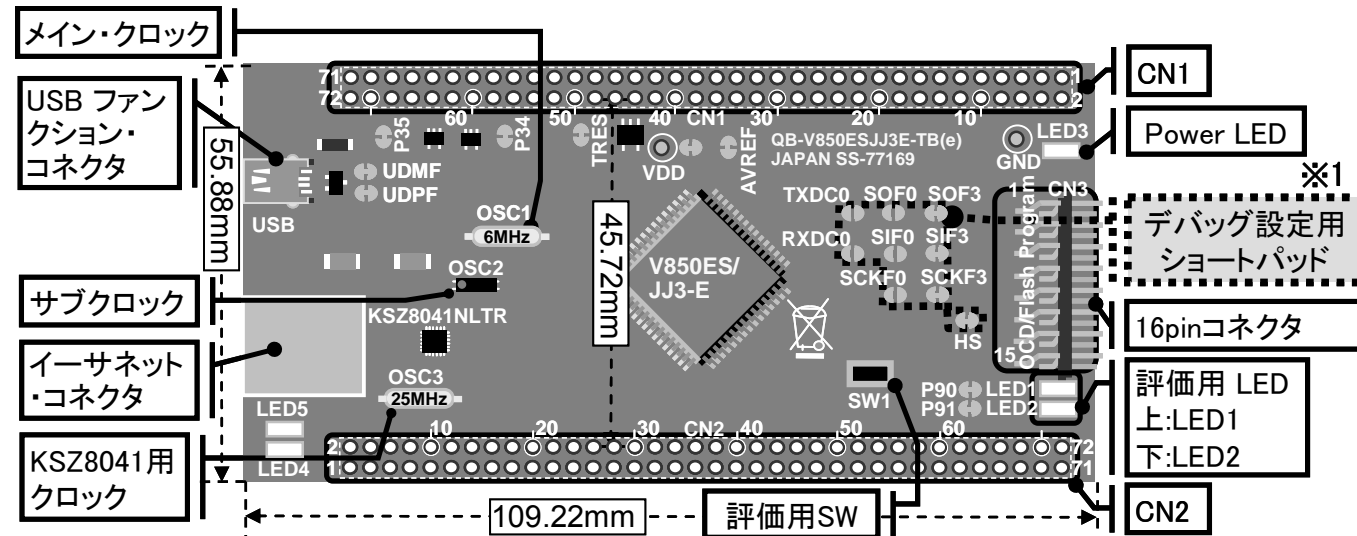 メイン・クロック
USB ファン
クション・
コネクタ
サブクロック
イーサネット
・コネクタ
KSZ8041用
クロック
55.88mm
71
72
60
50
40
CN1
30
20
10
1
2
P35
P34
TRES
VDD
AVREF
QB-V850ESJJ3E-TB(e)
JAPAN SS-77169
GND
LED3
UDMF
UDPF
USB
OSC1
6MHz
OSC2
KSZ8041NLTR
OSC3
25MHz
45.72mm
V850ES/
JJ3-E
TXDC0
SOF0
SOF3
RXDC0
SIF0
SIF3
SCKF0
SCKF3
HS
1
CN3
OCD/Flash Program
15
SW1
P90
LED1
P91
LED2
LED5
LED4
2
1
10
20
30
CN2
40
50
60
72
71
109.22mm
評価用SW
CN1
Power LED
※1
デバッグ設定用
ショートパッド
16pinコネクタ
評価用 LED
上:LED1
下:LED2
CN2